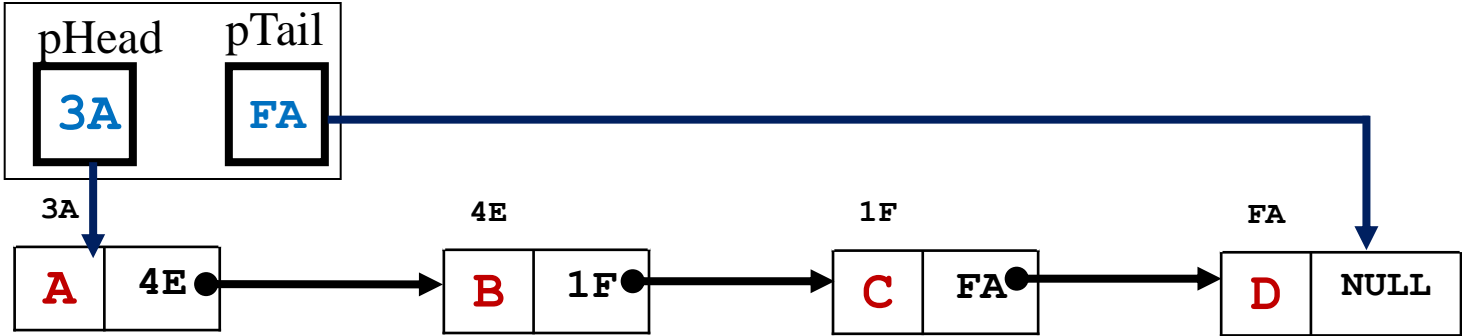 pHead pTail
3A FA
3A 4E 1F FA
A 4E B 1F C FA D NULL